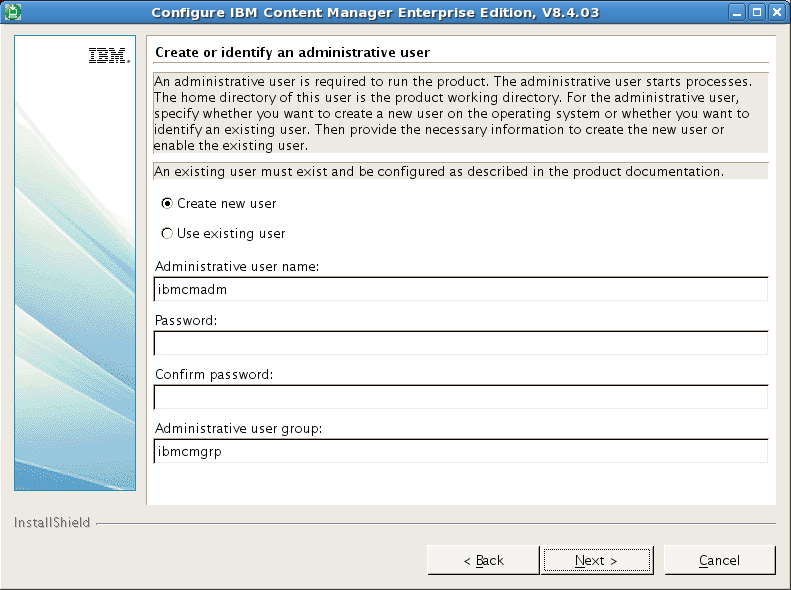 Configure IBM Content Manager Enterprise Edition, V8.4.03
IBM.
Create or identify an administrative user
An administrative user is required to run the product. The administrative user starts processes.
The home directory of this user is the product working directory. For the administrative user,
specify whether you want to create a new user on the operating system or whether you want to
identify an existing user. Then provide the necessary information to create the new user or
enable the existing user.
An existing user must exist and be configured as described in the product documentation.
Create new user
Use existing user
Administrative user name:
ibmcmadm
Password:
Confirm password:
Administrative user group:
ibmcmgrp
InstallShield
< Back
Next >
Cancel